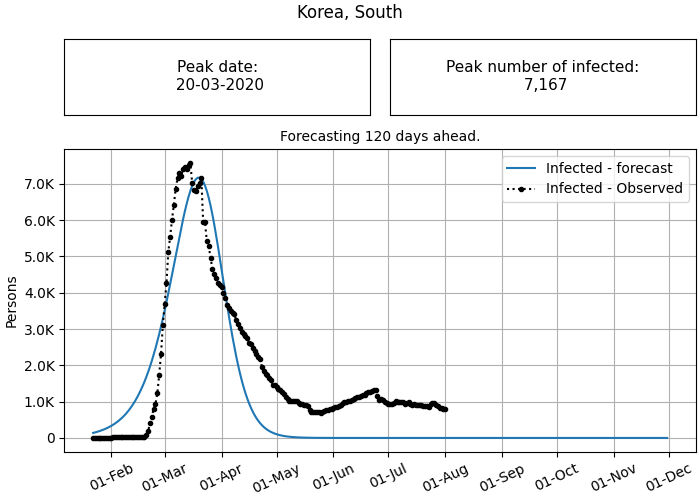 Korea, South
Peak date:
20-03-2020
Peak number of infected:
7,167
Forecasting 120 days ahead.
Infected - forecast
Infected - Observed
Persons
7.0K
6.0K
5.0K
4.0K
3.0K
2.0K
1.0K
0
01-Feb
01-Mar
01-Apr
01-May
01-Jun
01-Jul
01-Aug
01-Sep
01-Oct
01-Nov
01-Dec